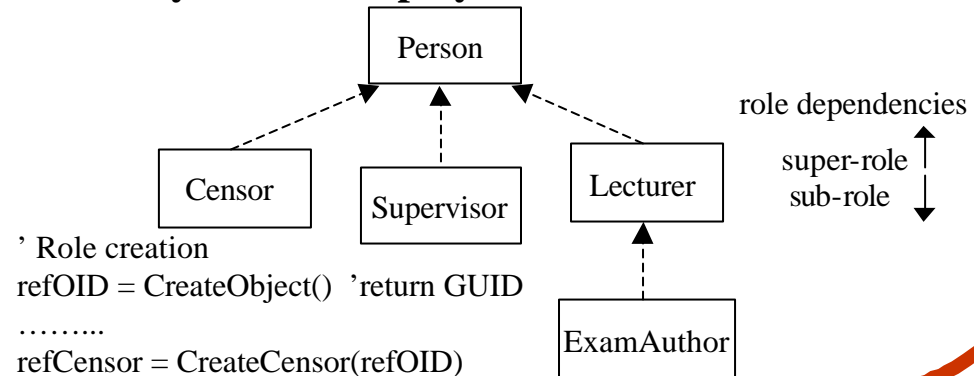 Person
role dependencies
super-role
sub-role
Censor
Supervisor
Lecturer
’ Role creation
refOID = CreateObject() ’return GUID
……...
refCensor = CreateCensor(refOID)
ExamAuthor